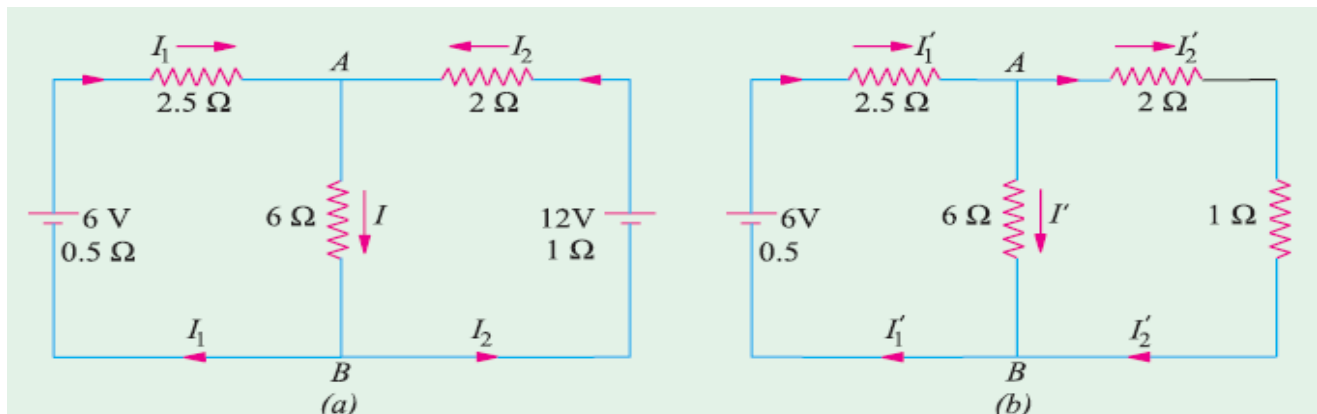 I₁ A I₂
2.5 Ω 2 Ω
6 V 6 Ω I 12V
0.5 Ω 1 Ω
I₁ I₂
B
(a)
I₁′ A I₂′
2.5 Ω 2 Ω
6V 6 Ω I′ 1 Ω
0.5
I₁′ I₂′
B
(b)